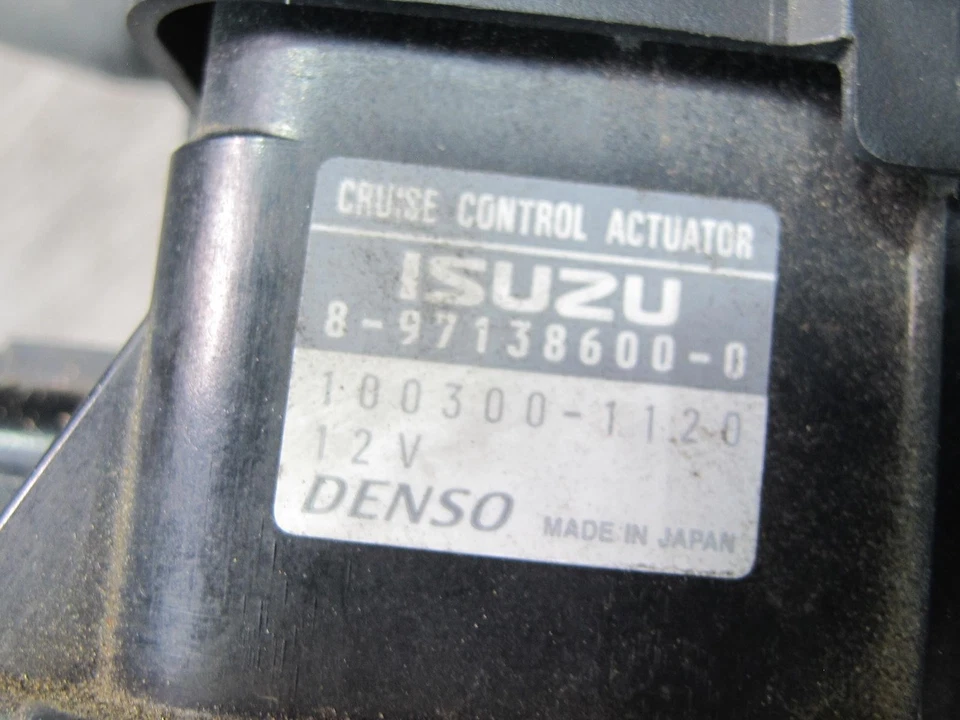 CRUISE CONTROL ACTUATOR
ISUZU
8-97138600-0
100300-1120
12V
DENSO
MADE IN JAPAN